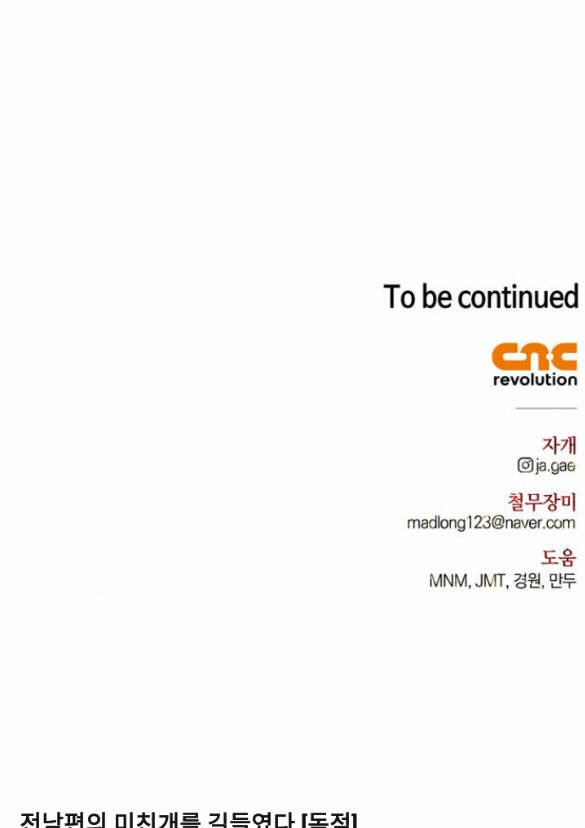 To be continued
cnc
revolution
자개
ja.gae
철무장미
madlong123@naver.com
도움
MNM, JMT, 경원, 만두
전남편의 미친개를 길들였다 [독점]